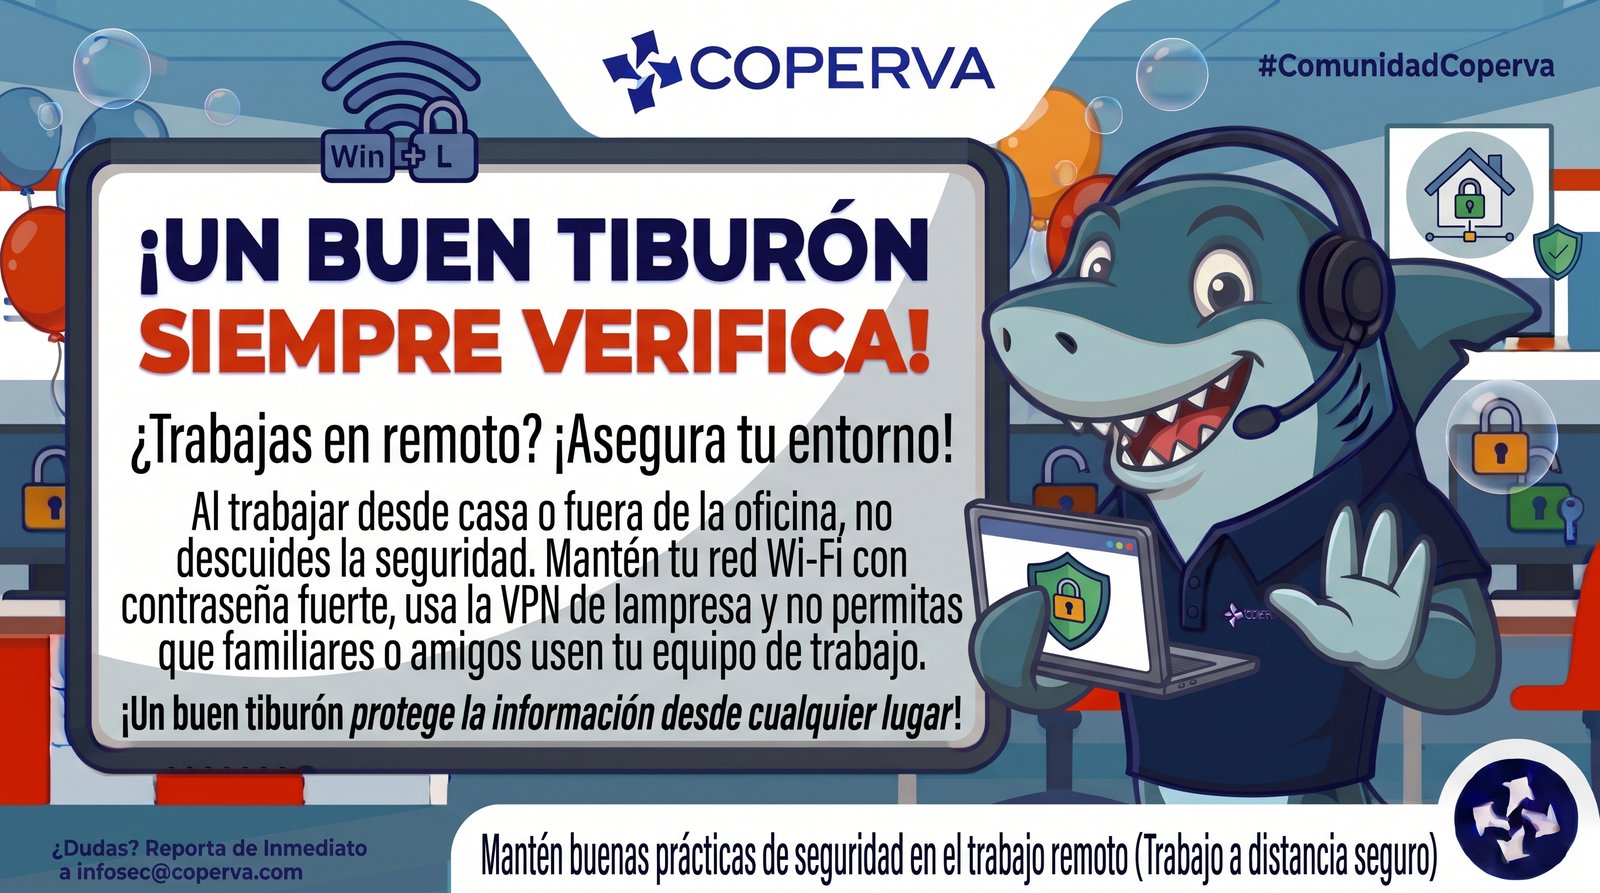 COPERVA
#ComunidadCoperva
Win + L
¡UN BUEN TIBURÓN
SIEMPRE VERIFICA!
¿Trabajas en remoto? ¡Asegura tu entorno!
Al trabajar desde casa o fuera de la oficina, no
descuides la seguridad. Mantén tu red Wi-Fi con
contraseña fuerte, usa la VPN de lampresa y no permitas
que familiares o amigos usen tu equipo de trabajo.
¡Un buen tiburón protege la información desde cualquier lugar!
¿Dudas? Reporta de Inmediato
a infosec@coperva.com
Mantén buenas prácticas de seguridad en el trabajo remoto (Trabajo a distancia seguro)